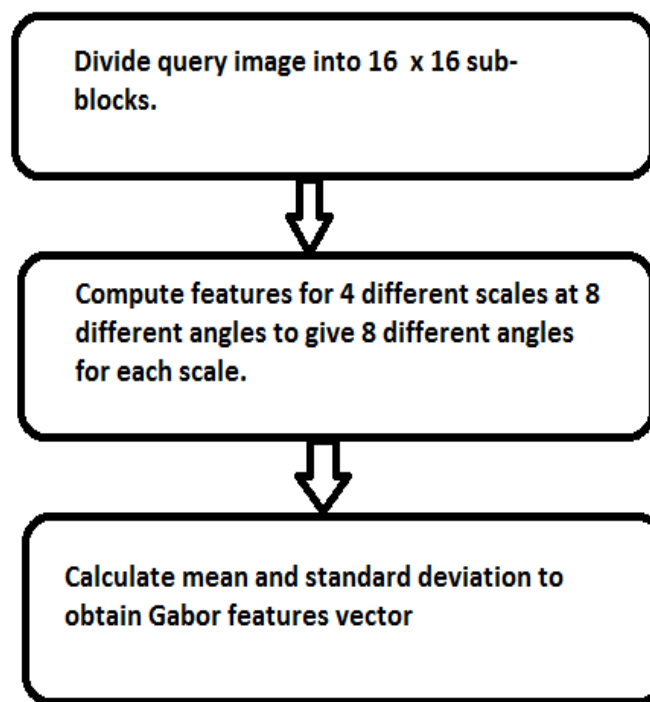 Divide query image into 16 x 16 sub-
blocks.
Compute features for 4 different scales at 8
different angles to give 8 different angles
for each scale.
Calculate mean and standard deviation to
obtain Gabor features vector